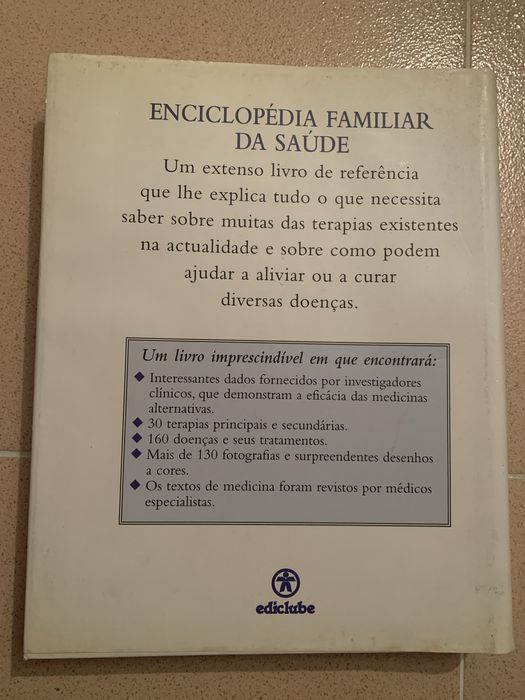 ENCICLOPÉDIA FAMILIAR
DA SAÚDE
Um extenso livro de referência
que lhe explica tudo o que necessita
saber sobre muitas das terapias existentes
na actualidade e sobre como podem
ajudar a aliviar ou a curar
diversas doenças.
Um livro imprescindível em que encontrará:
◆ Interessantes dados fornecidos por investigadores
clínicos, que demonstram a eficácia das medicinas
alternativas.
◆ 30 terapias principais e secundárias.
◆ 160 doenças e seus tratamentos.
◆ Mais de 130 fotografias e surpreendentes desenhos
a cores.
◆ Os textos de medicina foram revistos por médicos
especialistas.
ediclube